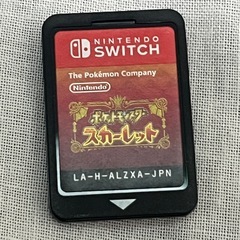 NINTENDO
SWITCH
The Pokémon Company
Nintendo
ポケットモンスター
スカーレット
LA-H-ALZXA-JPN